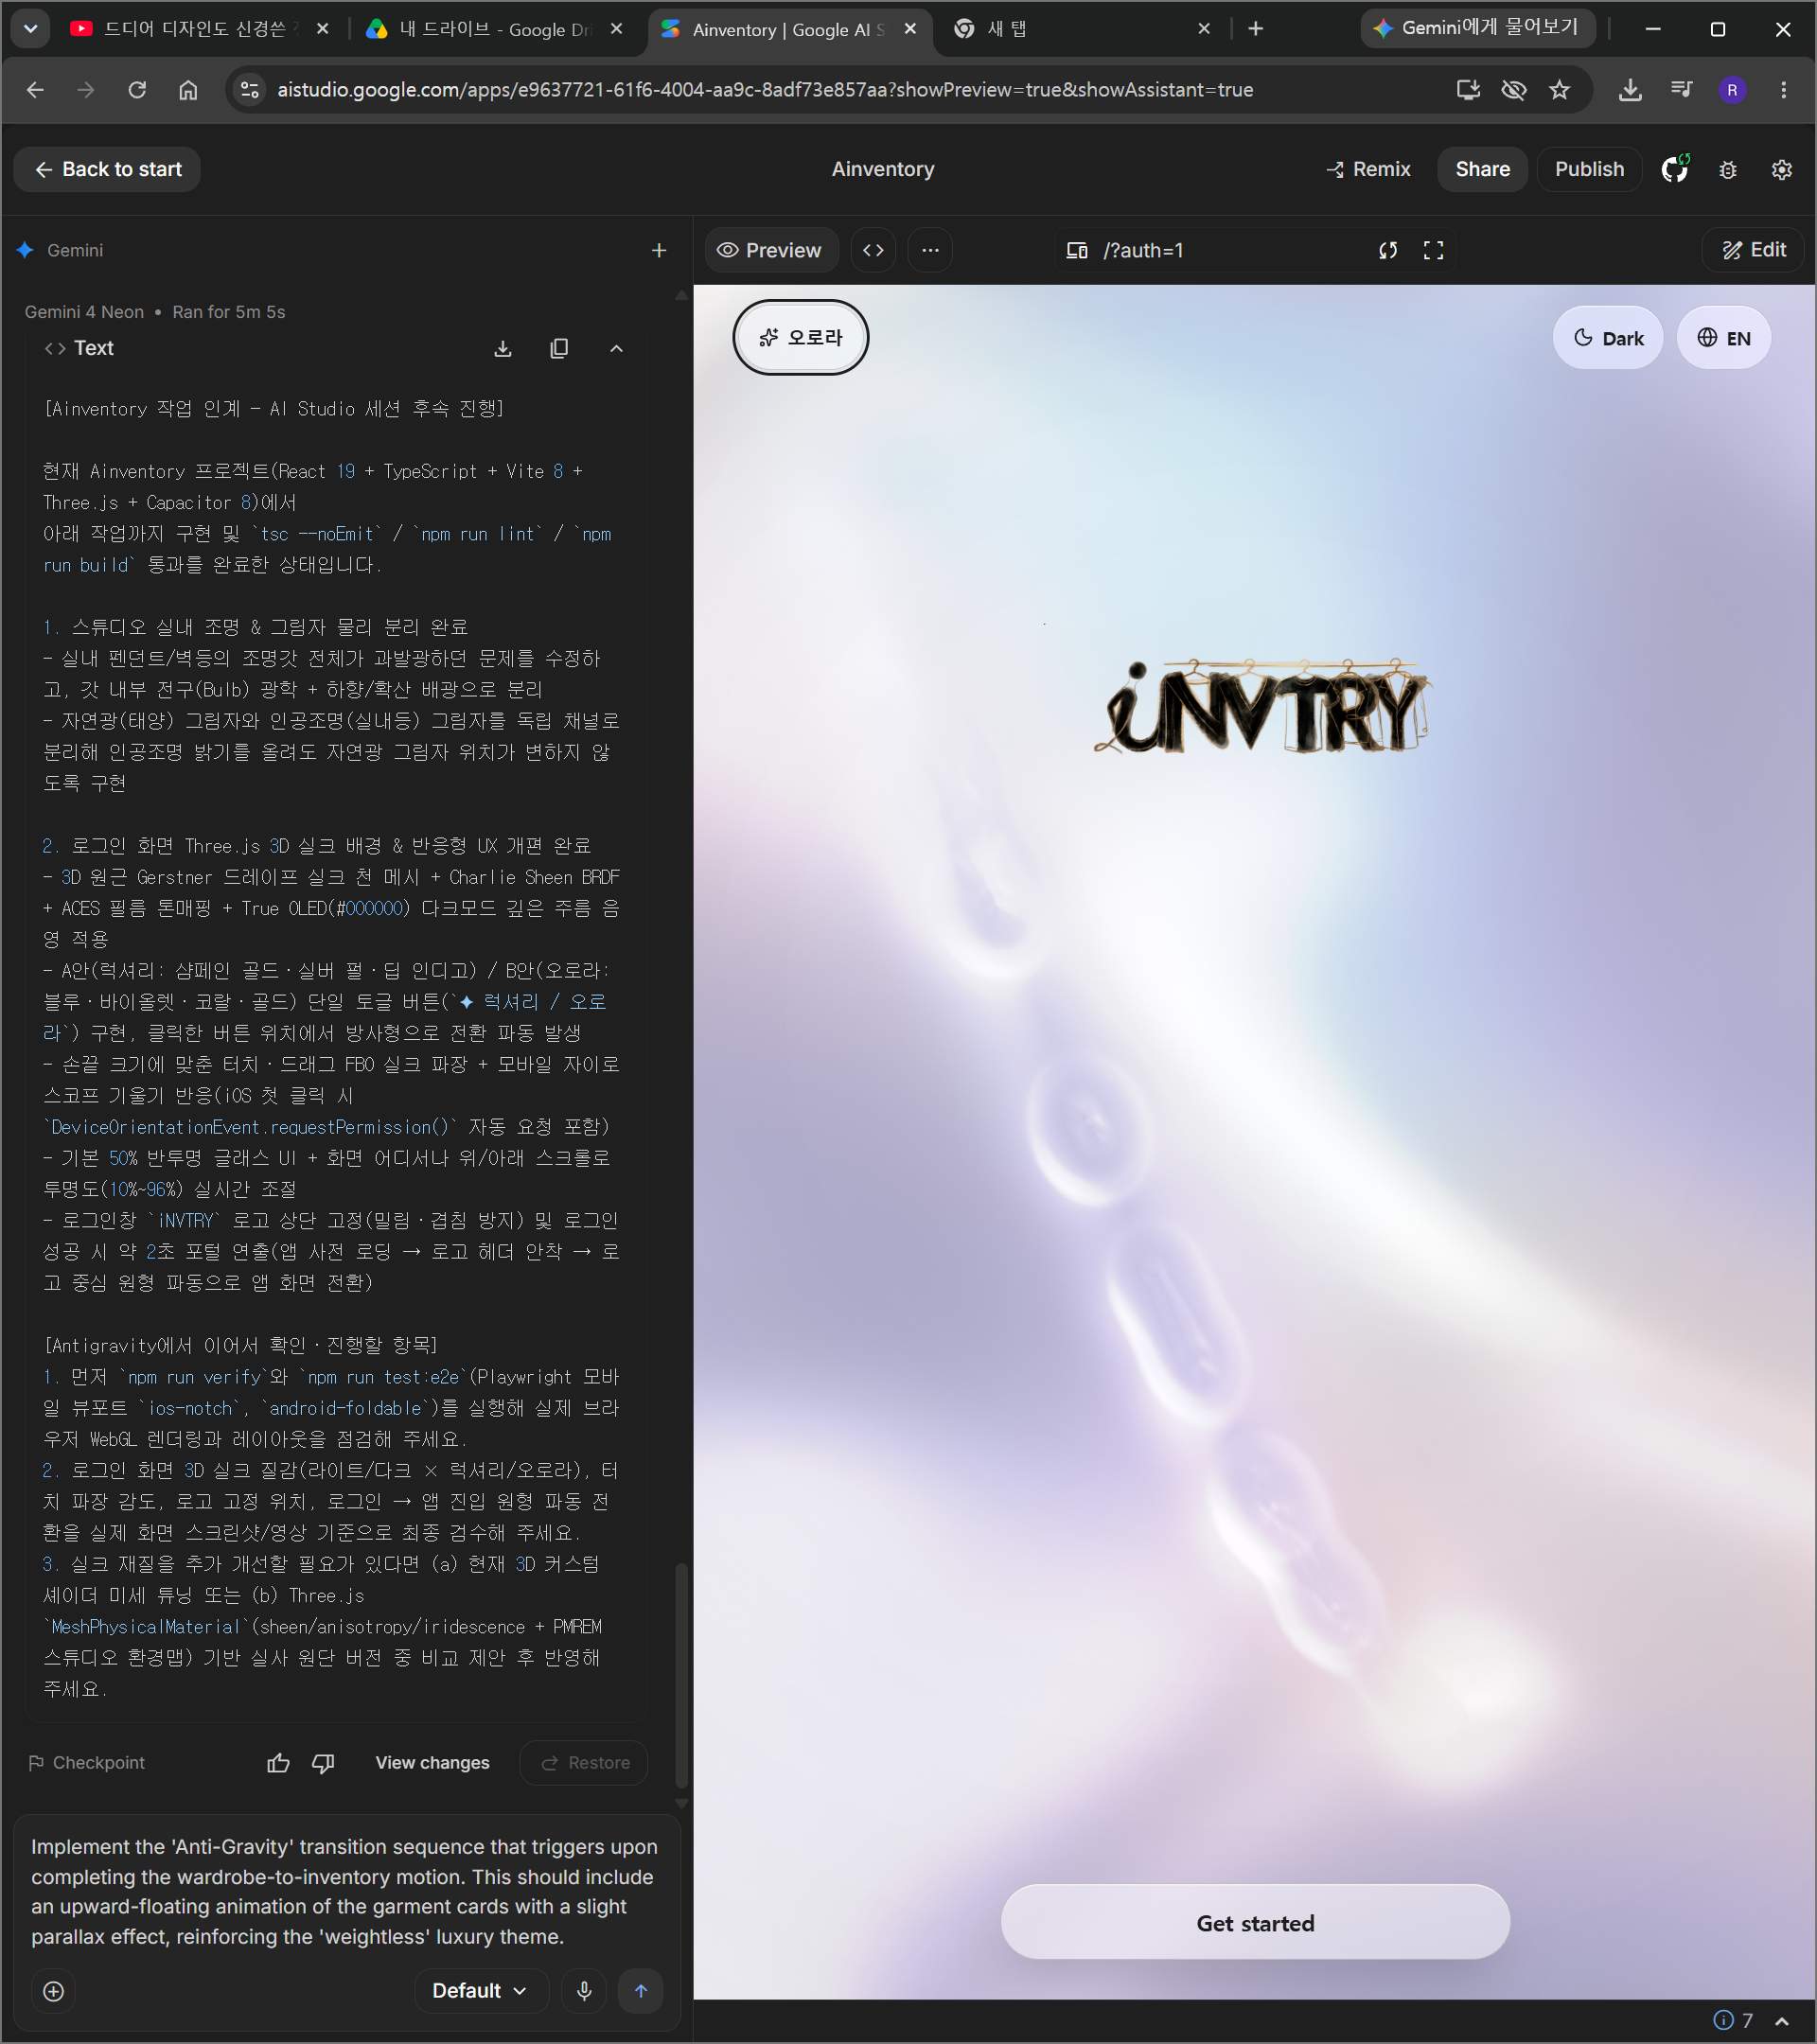 드디어 디자인도 신경쓴
내 드라이브 - Google Dri
Ainventory | Google AI S
새 탭
Gemini에게 물어보기
aistudio.google.com/apps/e9637721-61f6-4004-aa9c-8adf73e857aa?showPreview=true&showAssistant=true
R
Back to start
Ainventory
Remix
Share
Publish
Gemini
Preview
/?auth=1
Edit
Gemini 4 Neon • Ran for 5m 5s
Text
[Ainventory 작업 인계 - AI Studio 세션 후속 진행]
현재 Ainventory 프로젝트(React 19 + TypeScript + Vite 8 +
Three.js + Capacitor 8)에서
아래 작업까지 구현 및 `tsc --noEmit` / `npm run lint` / `npm
run build` 통과를 완료한 상태입니다.
1. 스튜디오 실내 조명 & 그림자 물리 분리 완료
- 실내 펜던트/벽등의 조명갓 전체가 과발광하던 문제를 수정하
고, 갓 내부 전구(Bulb) 광학 + 하향/확산 배광으로 분리
- 자연광(태양) 그림자와 인공조명(실내등) 그림자를 독립 채널로
분리해 인공조명 밝기를 올려도 자연광 그림자 위치가 변하지 않
도록 구현
2. 로그인 화면 Three.js 3D 실크 배경 & 반응형 UX 개편 완료
- 3D 원근 Gerstner 드레이프 실크 천 메시 + Charlie Sheen BRDF
+ ACES 필름 톤매핑 + True OLED(#000000) 다크모드 깊은 주름 음
영 적용
- A안(럭셔리: 샴페인 골드·실버 펄·딥 인디고) / B안(오로라:
블루·바이올렛·코랄·골드) 단일 토글 버튼(`✦ 럭셔리 / 오로
라`) 구현, 클릭한 버튼 위치에서 방사형으로 전환 파동 발생
- 손끝 크기에 맞춘 터치·드래그 FBO 실크 파장 + 모바일 자이로
스코프 기울기 반응(iOS 첫 클릭 시
`DeviceOrientationEvent.requestPermission()` 자동 요청 포함)
- 기본 50% 반투명 글래스 UI + 화면 어디서나 위/아래 스크롤로
투명도(10%~96%) 실시간 조절
- 로그인창 `iNVTRY` 로고 상단 고정(밀림·겹침 방지) 및 로그인
성공 시 약 2초 포털 연출(앱 사전 로딩 → 로고 헤더 안착 → 로
고 중심 원형 파동으로 앱 화면 전환)
[Antigravity에서 이어서 확인·진행할 항목]
1. 먼저 `npm run verify`와 `npm run test:e2e`(Playwright 모바
일 뷰포트 `ios-notch`, `android-foldable`)를 실행해 실제 브라
우저 WebGL 렌더링과 레이아웃을 점검해 주세요.
2. 로그인 화면 3D 실크 질감(라이트/다크 × 럭셔리/오로라), 터
치 파장 감도, 로고 고정 위치, 로그인 → 앱 진입 원형 파동 전
환을 실제 화면 스크린샷/영상 기준으로 최종 검수해 주세요.
3. 실크 재질을 추가 개선할 필요가 있다면 (a) 현재 3D 커스텀
셰이더 미세 튜닝 또는 (b) Three.js
`MeshPhysicalMaterial`(sheen/anisotropy/iridescence + PMREM
스튜디오 환경맵) 기반 실사 원단 버전 중 비교 제안 후 반영해
주세요.
Checkpoint
View changes
Restore
Implement the 'Anti-Gravity' transition sequence that triggers upon
completing the wardrobe-to-inventory motion. This should include
an upward-floating animation of the garment cards with a slight
parallax effect, reinforcing the 'weightless' luxury theme.
Default
오로라
Dark
EN
iNVTRY
Get started
7